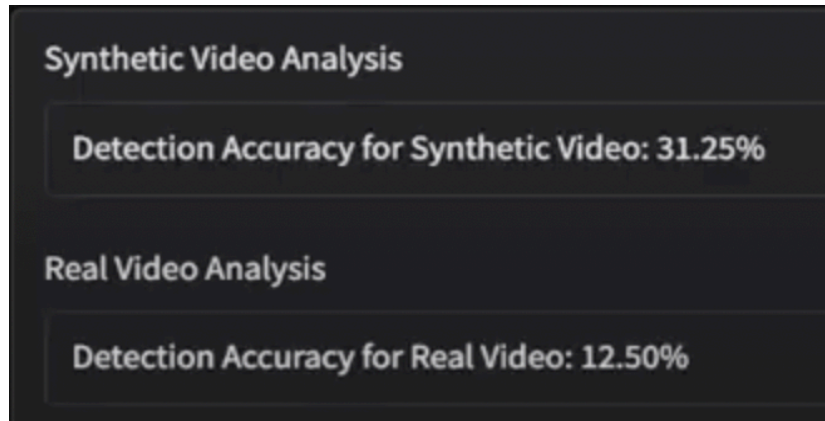 Synthetic Video Analysis
Detection Accuracy for Synthetic Video: 31.25%
Real Video Analysis
Detection Accuracy for Real Video: 12.50%